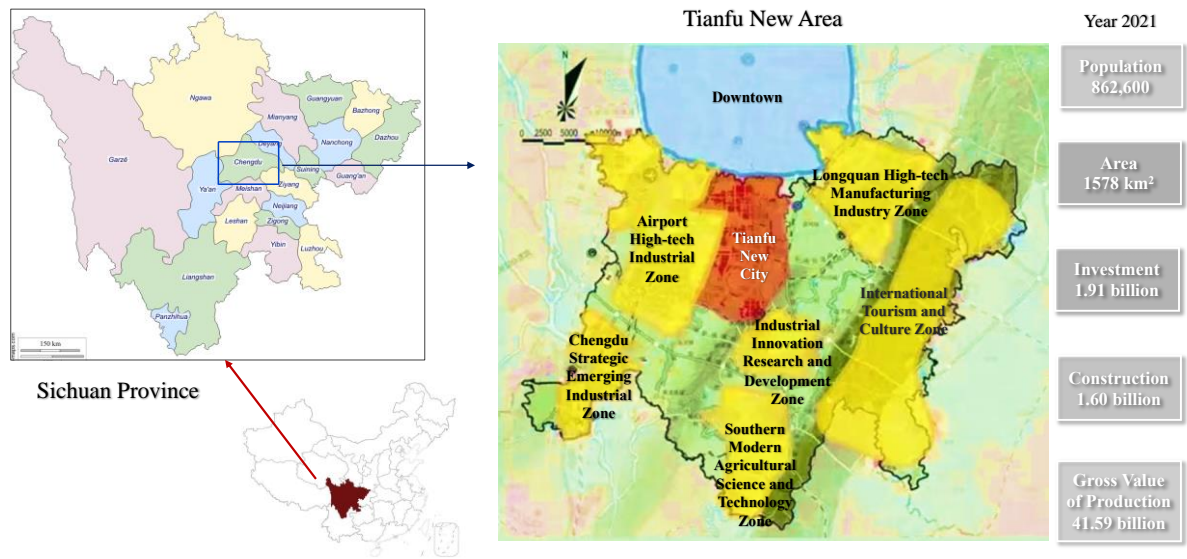 Tianfu New Area
Year 2021
Ngawa
Guangyuan
Bazhong
Mianyang
Dazhou
Garzê
Deyang
Nanchong
Chengdu
Suining
Guang'an
Ya'an
Meishan
Ziyang
Neijiang
Leshan
Zigong
Yibin
Luzhou
Liangshan
Panzhihua
150 km
Sichuan Province
N
0 2500 5000
Downtown
Longquan High-tech
Manufacturing
Industry Zone
Airport
High-tech
Industrial
Zone
Tianfu
New
City
International
Tourism and
Culture Zone
Chengdu
Strategic
Emerging
Industrial
Zone
Industrial
Innovation
Research and
Development
Zone
Southern
Modern
Agricultural
Science and
Technology
Zone
Population
862,600
Area
1578 km²
Investment
1.91 billion
Construction
1.60 billion
Gross Value
of Production
41.59 billion